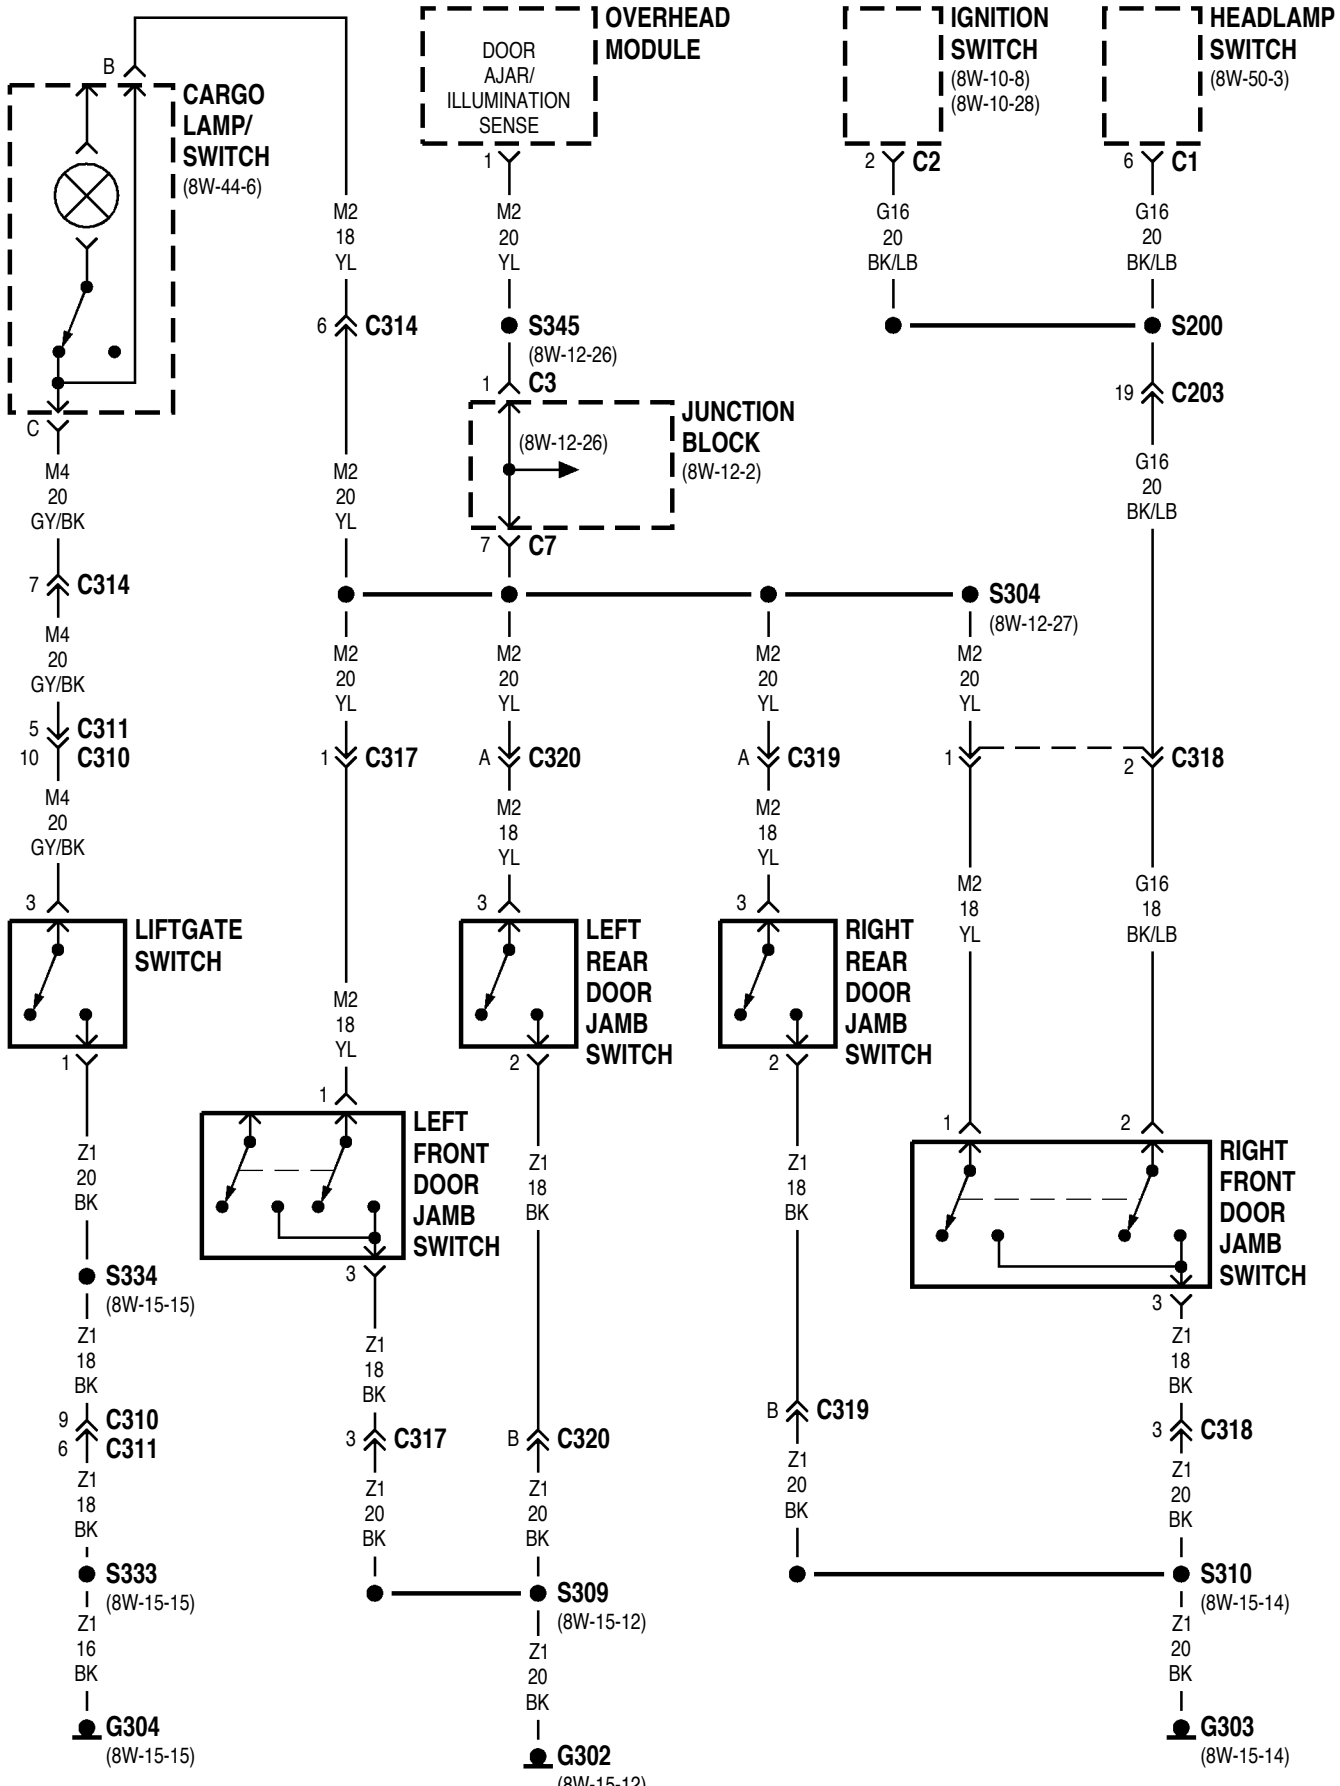 B
CARGO
LAMP/
SWITCH
(8W-44-6)
DOOR
AJAR/
ILLUMINATION
SENSE
OVERHEAD
MODULE
IGNITION
SWITCH
(8W-10-8)
(8W-10-28)
HEADLAMP
SWITCH
(8W-50-3)
1
2 C2
6 C1
M2
18
YL
M2
20
YL
G16
20
BK/LB
G16
20
BK/LB
6 C314
S345
(8W-12-26)
S200
1 C3
19 C203
JUNCTION
BLOCK
(8W-12-2)
(8W-12-26)
C
M4
20
GY/BK
M2
20
YL
G16
20
BK/LB
7 C7
7 C314
S304
(8W-12-27)
M4
20
GY/BK
M2
20
YL
M2
20
YL
M2
20
YL
M2
20
YL
5 C311
10 C310
1 C317
A C320
A C319
1
2 C318
M4
20
GY/BK
M2
18
YL
M2
18
YL
M2
18
YL
G16
18
BK/LB
3
LIFTGATE
SWITCH
3
LEFT
REAR
DOOR
JAMB
SWITCH
3
RIGHT
REAR
DOOR
JAMB
SWITCH
M2
18
YL
1
2
2
1
LEFT
FRONT
DOOR
JAMB
SWITCH
1
2
RIGHT
FRONT
DOOR
JAMB
SWITCH
Z1
20
BK
Z1
18
BK
Z1
18
BK
S334
(8W-15-15)
3
3
Z1
18
BK
Z1
18
BK
Z1
18
BK
9 C310
6 C311
3 C317
B C320
B C319
3 C318
Z1
18
BK
Z1
20
BK
Z1
20
BK
Z1
20
BK
Z1
20
BK
S333
(8W-15-15)
S309
(8W-15-12)
S310
(8W-15-14)
Z1
16
BK
Z1
20
BK
Z1
20
BK
G304
(8W-15-15)
G302
(8W-15-12)
G303
(8W-15-14)